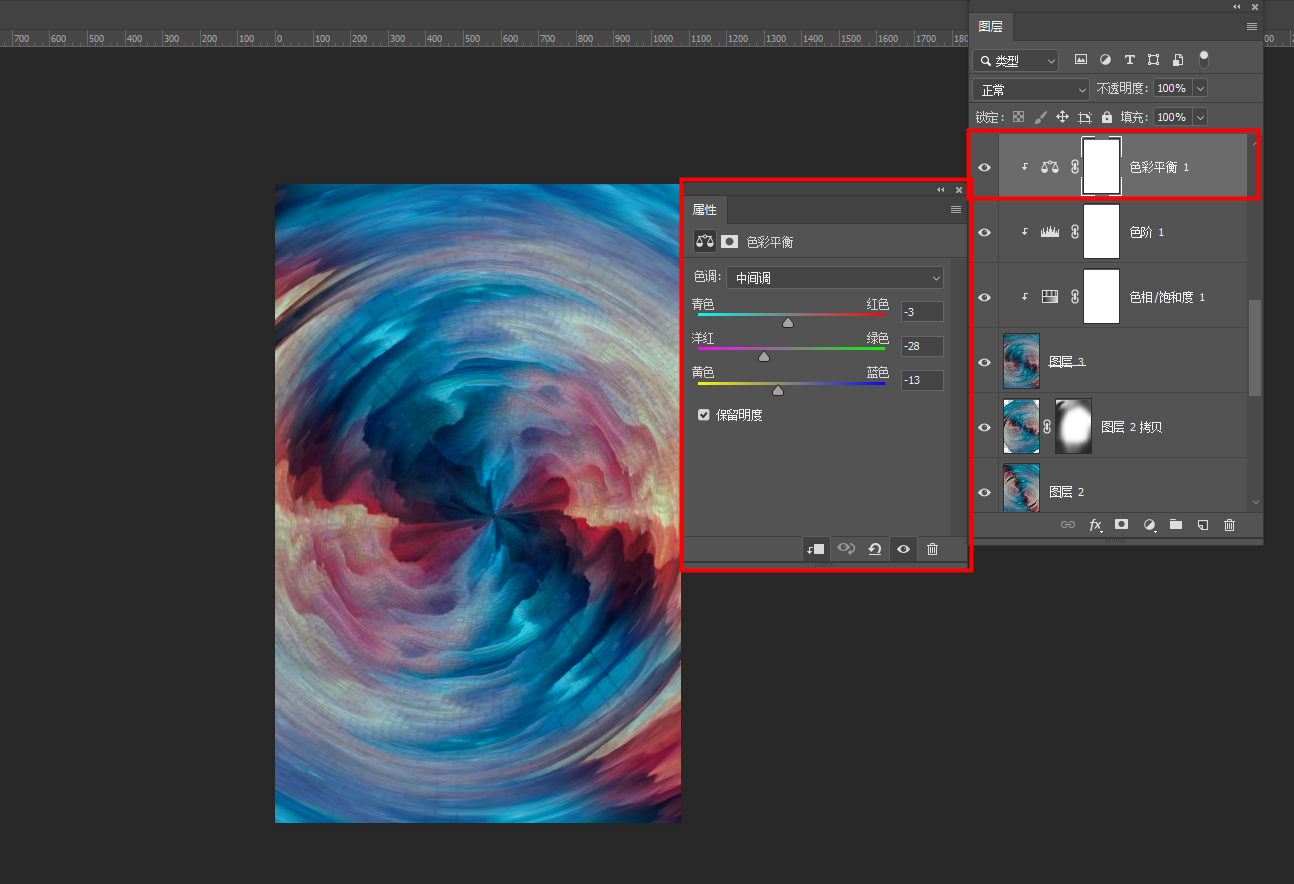 图层
700 600 500 400 300 200 100 0 100 200 300 400 500 600 700 800 900 1000 1100 1200 1300 1400 1500 1600 1700
类型
正常 不透明度: 100%
锁定: 填充: 100%
色彩平衡 1
色阶 1
色相/饱和度 1
图层 3
图层 2 拷贝
图层 2
fx
属性
色彩平衡
色调: 中间调
青色 红色 -3
洋红 绿色 -28
黄色 蓝色 -13
保留明度